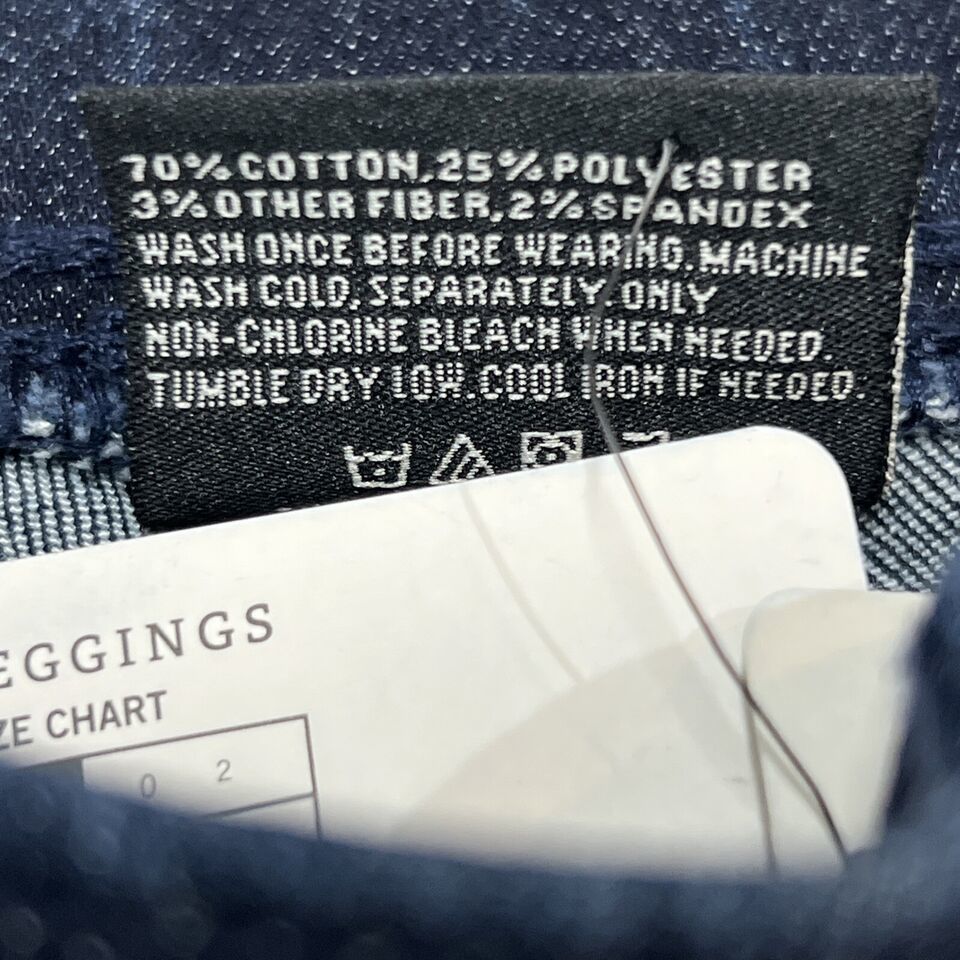 70% COTTON, 25% POLYESTER
3% OTHER FIBER, 2% SPANDEX
WASH ONCE BEFORE WEARING. MACHINE
WASH COLD, SEPARATELY ONLY
NON-CHLORINE BLEACH WHEN NEEDED.
TUMBLE DRY LOW. COOL IRON IF NEEDED.
EGGINGS
ZE CHART
0 2